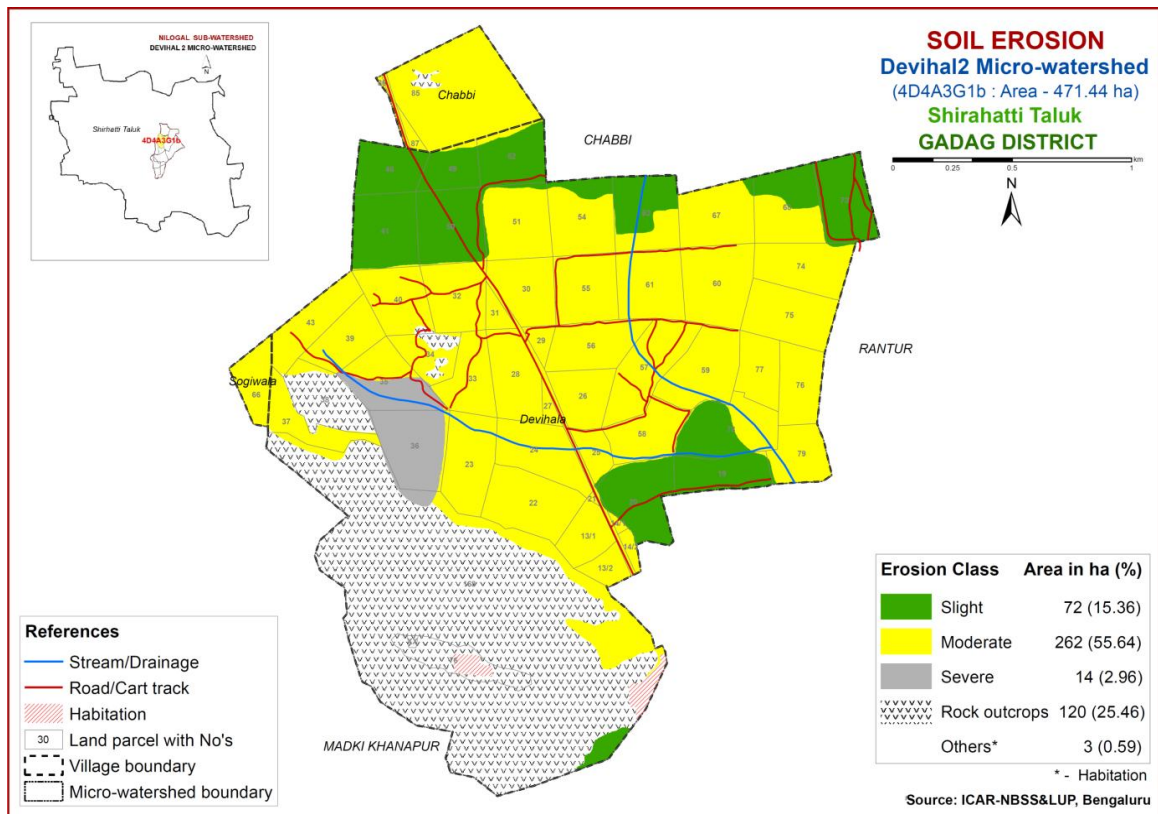 NILOGAL SUB-WATERSHED
DEVIHAL 2 MICRO-WATERSHED
N
Shirhatti Taluk
4D4A3G1b
SOIL EROSION
Devihal2 Micro-watershed
(4D4A3G1b : Area - 471.44 ha)
Shirahatti Taluk
GADAG DISTRICT
km
0 0.25 0.5 1
N
Chabbi
85
87
CHABBI
52
51
54
67
74
43
40
32
30
55
61
60
31
75
39
29
56
RANTUR
34
57
59
77
76
33
28
Sogiwala
66
27
26
37
Devihala
58
36
23
24
25
79
22
21
13/1
13/2
MADKI KHANAPUR
References
Stream/Drainage
Road/Cart track
Habitation
30 Land parcel with No's
Village boundary
Micro-watershed boundary
Erosion Class Area in ha (%)
Slight 72 (15.36)
Moderate 262 (55.64)
Severe 14 (2.96)
Rock outcrops 120 (25.46)
Others* 3 (0.59)
* - Habitation
Source: ICAR-NBSS&LUP, Bengaluru